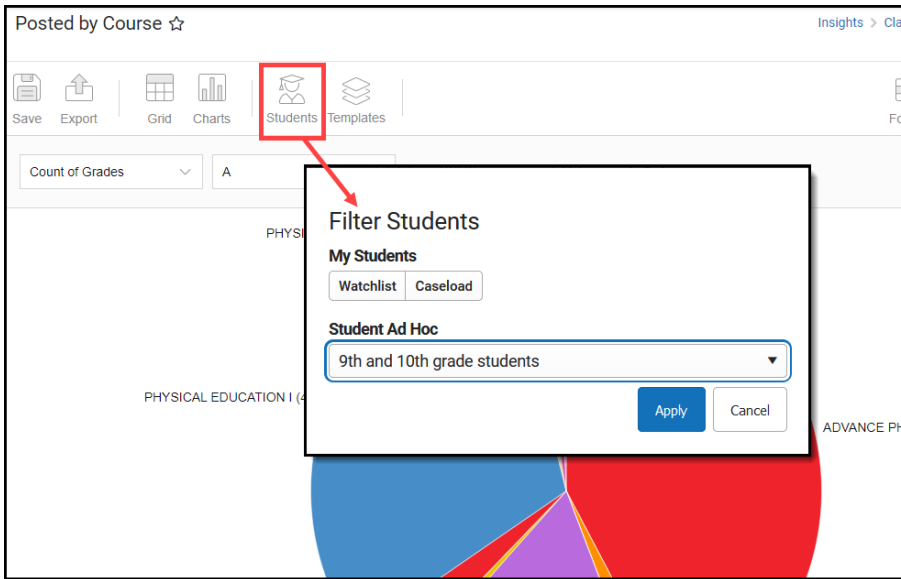 Posted by Course
Insights > Cla
Save Export Grid Charts Students Templates
Fo
Count of Grades A
PHYSI
Filter Students
My Students
Watchlist Caseload
Student Ad Hoc
9th and 10th grade students
Apply Cancel
PHYSICAL EDUCATION I (4
ADVANCE PH